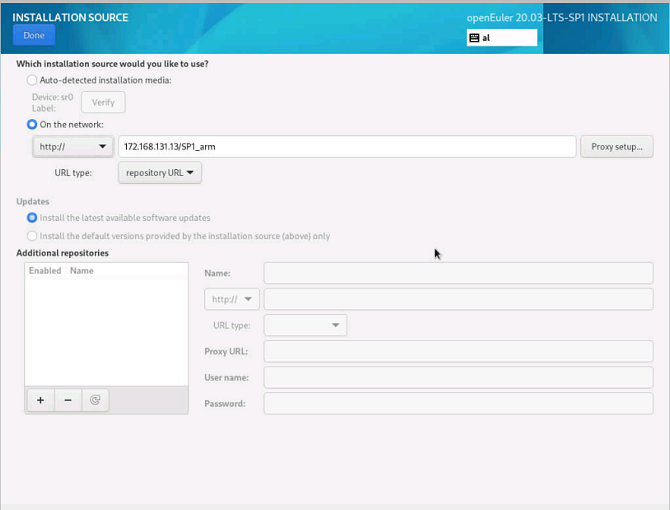 INSTALLATION SOURCE
openEuler 20.03-LTS-SP1 INSTALLATION
Done
al
Which installation source would you like to use?
Auto-detected installation media:
Device: sr0
Label:
Verify
On the network:
http://
172.168.131.13/SP1_arm
Proxy setup...
URL type:
repository URL
Updates
Install the latest available software updates
Install the default versions provided by the installation source (above) only
Additional repositories
Enabled Name
Name:
http://
URL type:
Proxy URL:
User name:
+ −
Password: